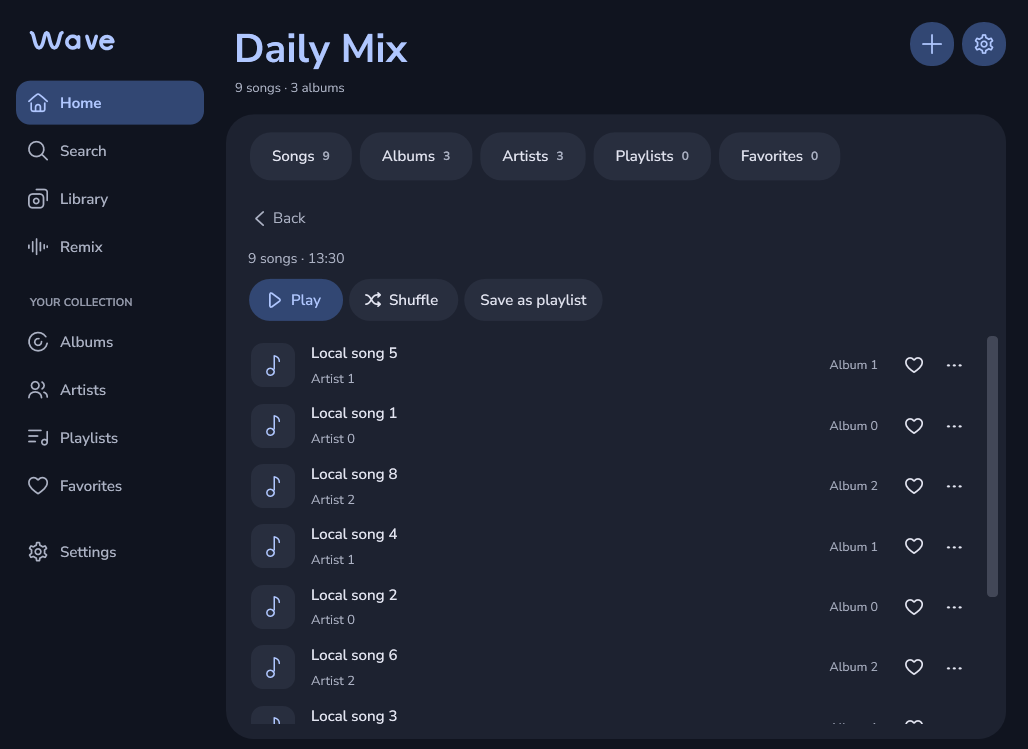 Wave
Home
Search
Library
Remix
YOUR COLLECTION
Albums
Artists
Playlists
Favorites
Settings
Daily Mix
9 songs · 3 albums
Songs 9 Albums 3 Artists 3 Playlists 0 Favorites 0
Back
9 songs · 13:30
Play Shuffle Save as playlist
Local song 5
Artist 1
Album 1
Local song 1
Artist 0
Album 0
Local song 8
Artist 2
Album 2
Local song 4
Artist 1
Album 1
Local song 2
Artist 0
Album 0
Local song 6
Artist 2
Album 2
Local song 3